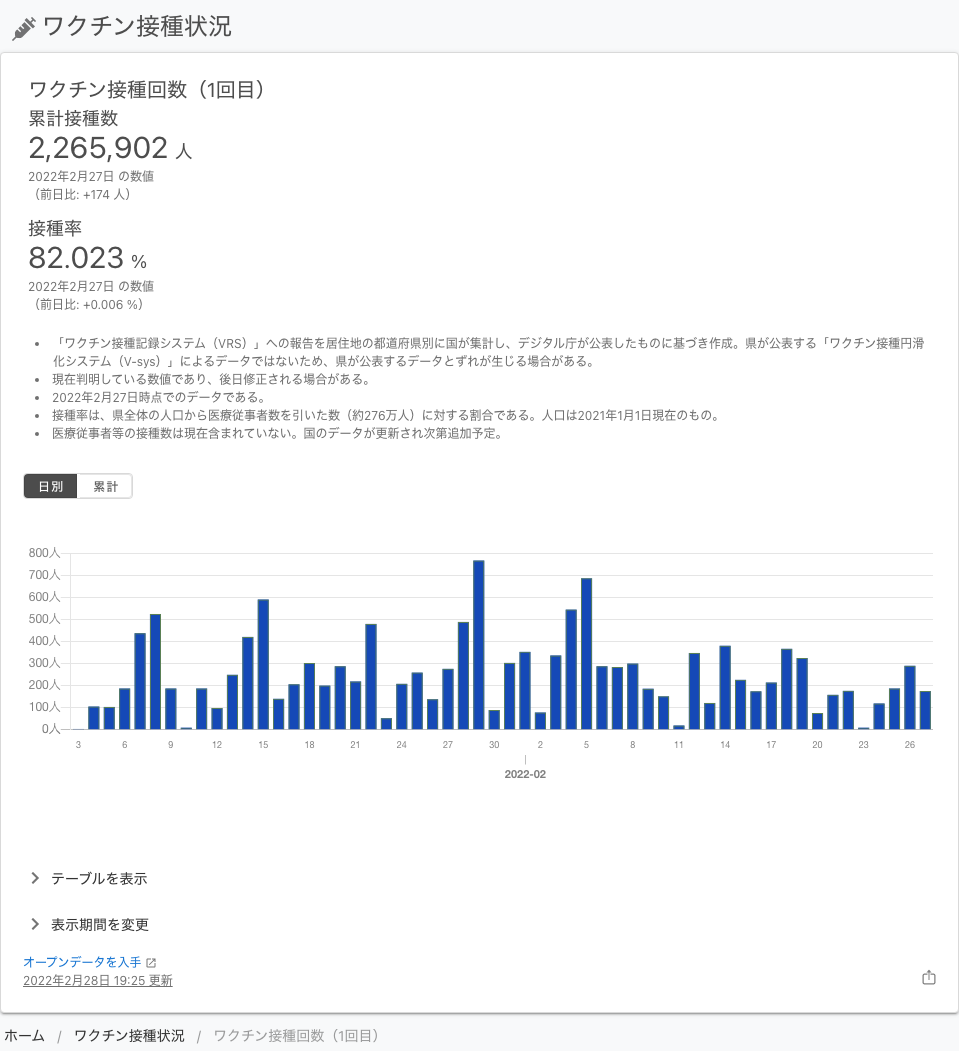 ワクチン接種状況
ワクチン接種回数（1回目）
累計接種数
2,265,902 人
2022年2月27日 の数値
（前日比: +174 人）
接種率
82.023 %
2022年2月27日 の数値
（前日比: +0.006 %）
• 「ワクチン接種記録システム（VRS）」への報告を居住地の都道府県別に国が集計し、デジタル庁が公表したものに基づき作成。県が公表する「ワクチン接種円滑
化システム（V-sys）」によるデータではないため、県が公表するデータとずれが生じる場合がある。
• 現在判明している数値であり、後日修正される場合がある。
• 2022年2月27日時点でのデータである。
• 接種率は、県全体の人口から医療従事者数を引いた数（約276万人）に対する割合である。人口は2021年1月1日現在のもの。
• 医療従事者等の接種数は現在含まれていない。国のデータが更新され次第追加予定。
日別 累計
800人
700人
600人
500人
400人
300人
200人
100人
0人
3 6 9 12 15 18 21 24 27 30 2 5 8 11 14 17 20 23 26
2022-02
テーブルを表示
表示期間を変更
オープンデータを入手
2022年2月28日 19:25 更新
ホーム / ワクチン接種状況 / ワクチン接種回数（1回目）